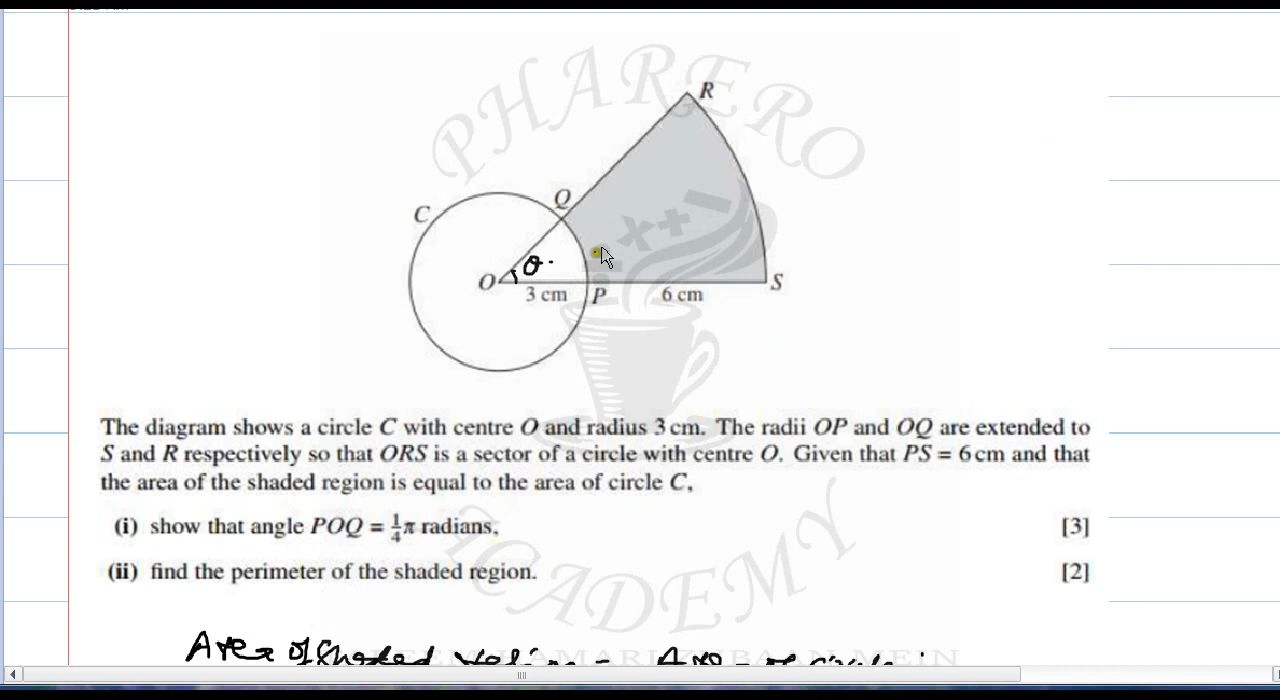 PHARERO
R
Q
C
θ.
O
3 cm
P
6 cm
S
The diagram shows a circle C with centre O and radius 3 cm. The radii OP and OQ are extended to
S and R respectively so that ORS is a sector of a circle with centre O. Given that PS = 6 cm and that
the area of the shaded region is equal to the area of circle C,
(i) show that angle POQ = ¼π radians, [3]
(ii) find the perimeter of the shaded region. [2]
ACADEMY
Area of Shaded